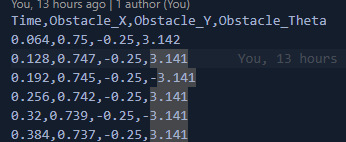 You, 13 hours ago | 1 author (You)
Time,Obstacle_X,Obstacle_Y,Obstacle_Theta
0.064,0.75,-0.25,3.142
0.128,0.747,-0.25,3.141 You, 13 hours
0.192,0.745,-0.25,-3.141
0.256,0.742,-0.25,3.141
0.32,0.739,-0.25,-3.141
0.384,0.737,-0.25,3.141